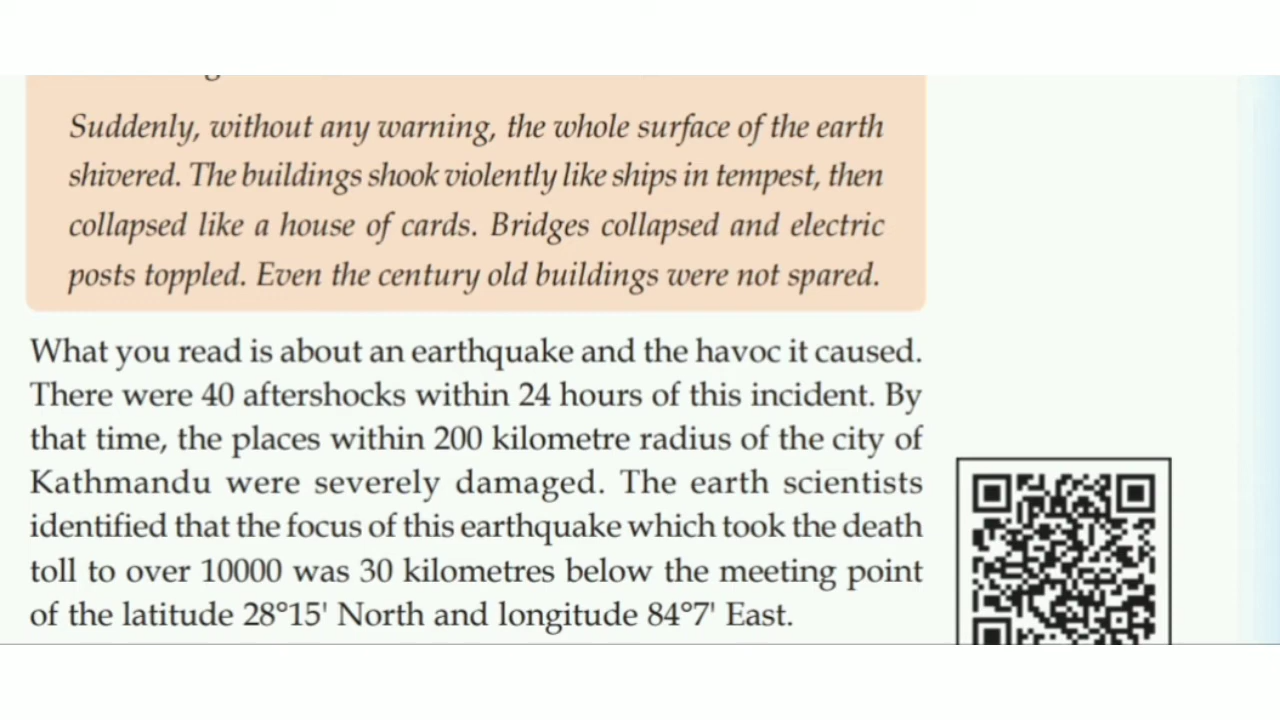 Suddenly, without any warning, the whole surface of the earth
shivered. The buildings shook violently like ships in tempest, then
collapsed like a house of cards. Bridges collapsed and electric
posts toppled. Even the century old buildings were not spared.
What you read is about an earthquake and the havoc it caused.
There were 40 aftershocks within 24 hours of this incident. By
that time, the places within 200 kilometre radius of the city of
Kathmandu were severely damaged. The earth scientists
identified that the focus of this earthquake which took the death
toll to over 10000 was 30 kilometres below the meeting point
of the latitude 28°15' North and longitude 84°7' East.